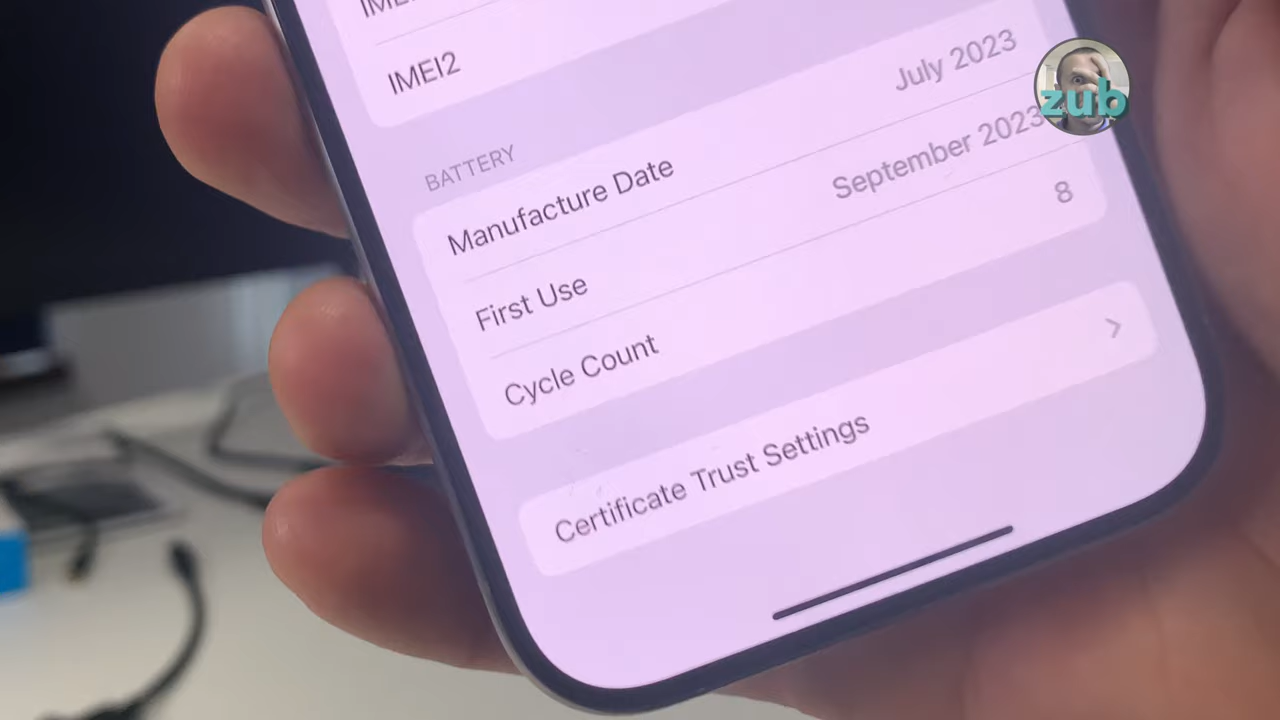 IMEI2
BATTERY
Manufacture Date July 2023
First Use September 2023
Cycle Count 8
Certificate Trust Settings
zub